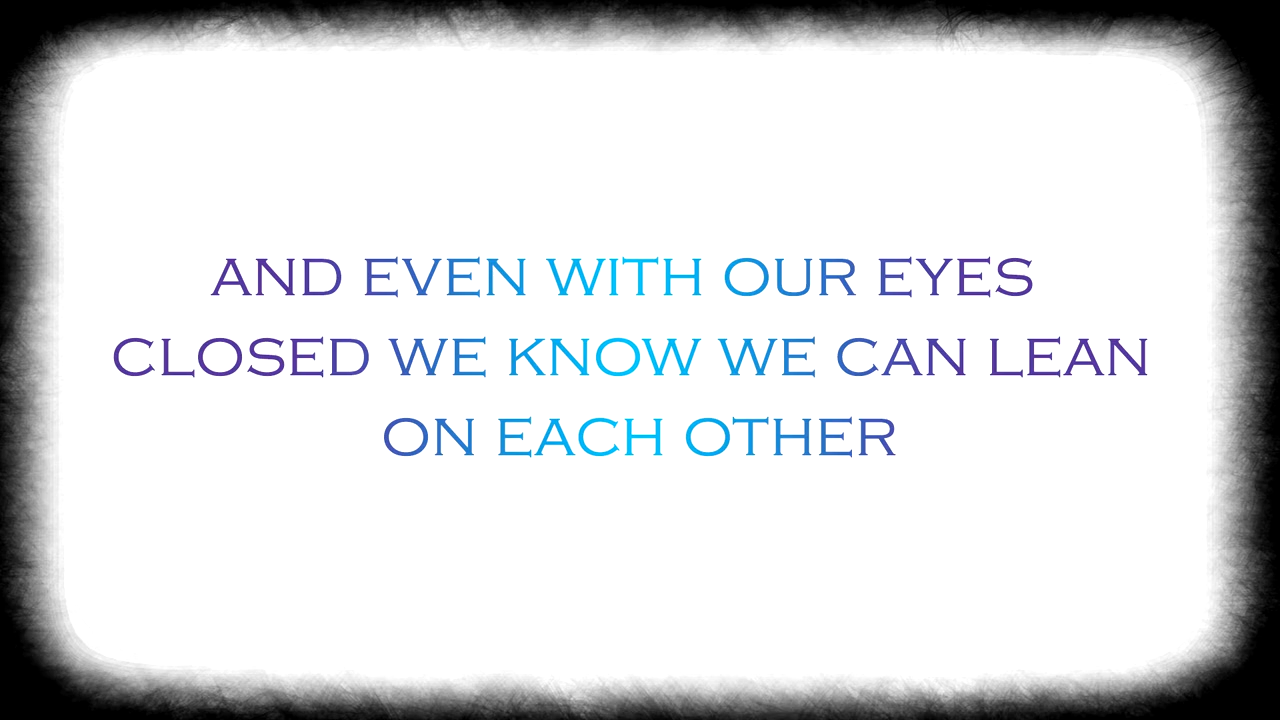 AND EVEN WITH OUR EYES
CLOSED WE KNOW WE CAN LEAN
ON EACH OTHER